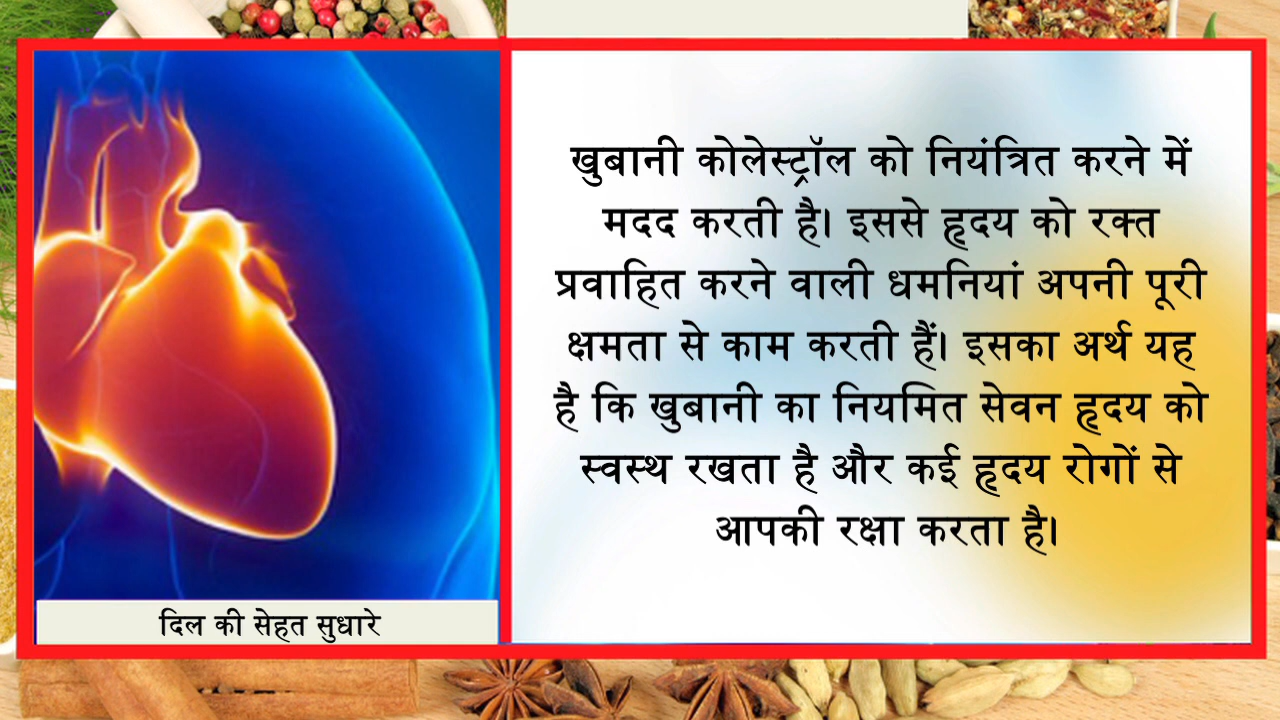 खुबानी कोलेस्ट्रॉल को नियंत्रित करने में
मदद करती है। इससे हृदय को रक्त
प्रवाहित करने वाली धमनियां अपनी पूरी
क्षमता से काम करती हैं। इसका अर्थ यह
है कि खुबानी का नियमित सेवन हृदय को
स्वस्थ रखता है और कई हृदय रोगों से
आपकी रक्षा करता है।
दिल की सेहत सुधारे